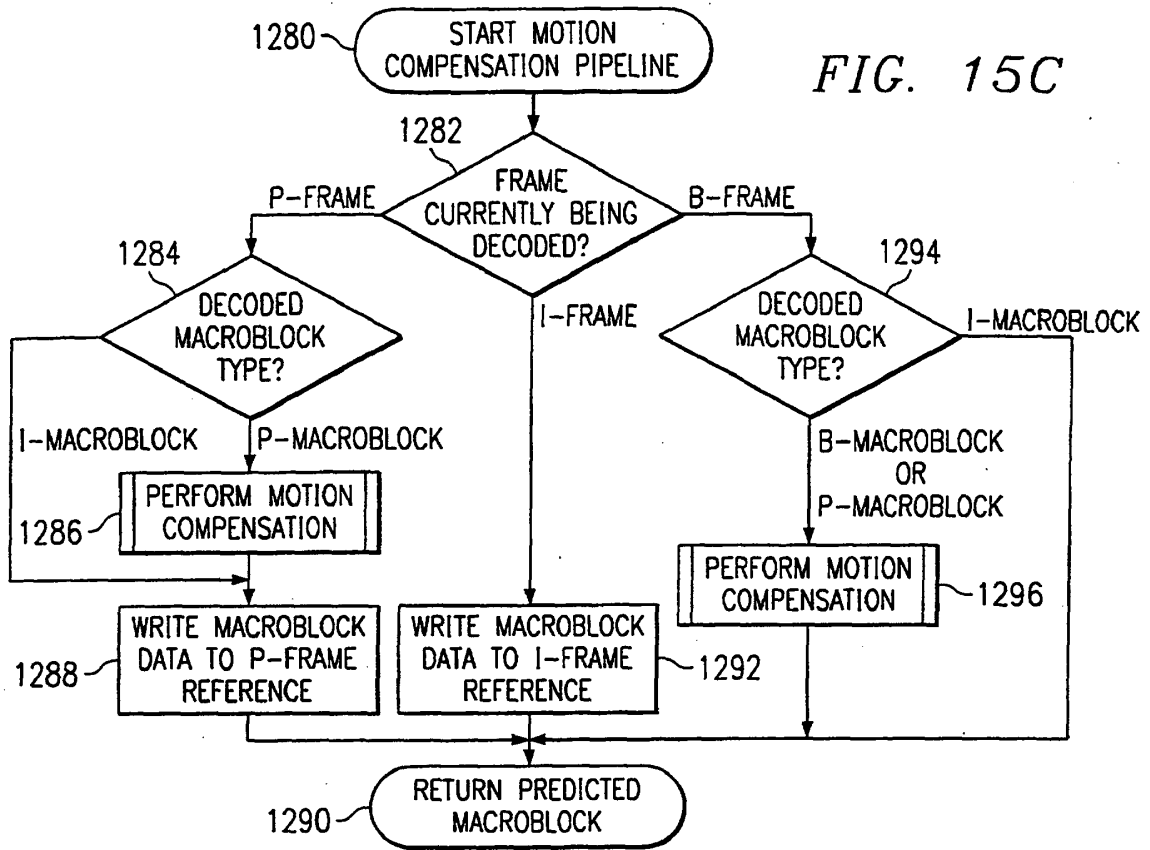 1280
START MOTION
COMPENSATION PIPELINE
FIG. 15C
1282
FRAME
CURRENTLY BEING
DECODED?
P-FRAME
B-FRAME
I-FRAME
1284
DECODED
MACROBLOCK
TYPE?
1294
DECODED
MACROBLOCK
TYPE?
I-MACROBLOCK
I-MACROBLOCK
P-MACROBLOCK
B-MACROBLOCK
OR
P-MACROBLOCK
1286
PERFORM MOTION
COMPENSATION
PERFORM MOTION
COMPENSATION
1296
1288
WRITE MACROBLOCK
DATA TO P-FRAME
REFERENCE
WRITE MACROBLOCK
DATA TO I-FRAME
REFERENCE
1292
1290
RETURN PREDICTED
MACROBLOCK